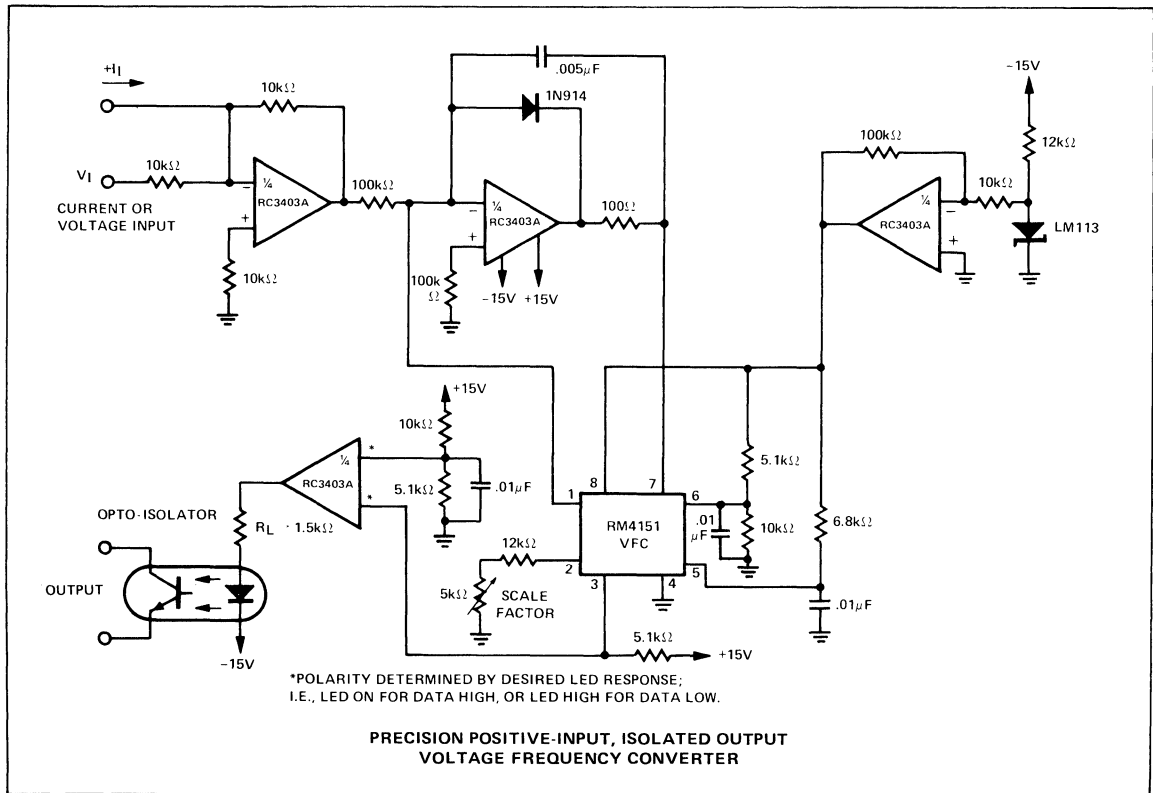 +I₁
10kΩ
10kΩ
V₁
CURRENT OR
VOLTAGE INPUT
−
¼
RC3403A
+
10kΩ
100kΩ
.005μF
1N914
−
¼
RC3403A
+
100k
Ω
−15V
+15V
100Ω
−15V
12kΩ
100kΩ
10kΩ
−
¼
RC3403A
+
LM113
+15V
10kΩ
*
¼
RC3403A
*
5.1kΩ
.01μF
OPTO-ISOLATOR
R_L
1.5kΩ
OUTPUT
−15V
12kΩ
5kΩ
SCALE
FACTOR
8
7
1
6
RM4151
VFC
2
5
3
4
5.1kΩ
.01
μF
10kΩ
6.8kΩ
.01μF
5.1kΩ
+15V
*POLARITY DETERMINED BY DESIRED LED RESPONSE;
I.E., LED ON FOR DATA HIGH, OR LED HIGH FOR DATA LOW.
PRECISION POSITIVE-INPUT, ISOLATED OUTPUT
VOLTAGE FREQUENCY CONVERTER